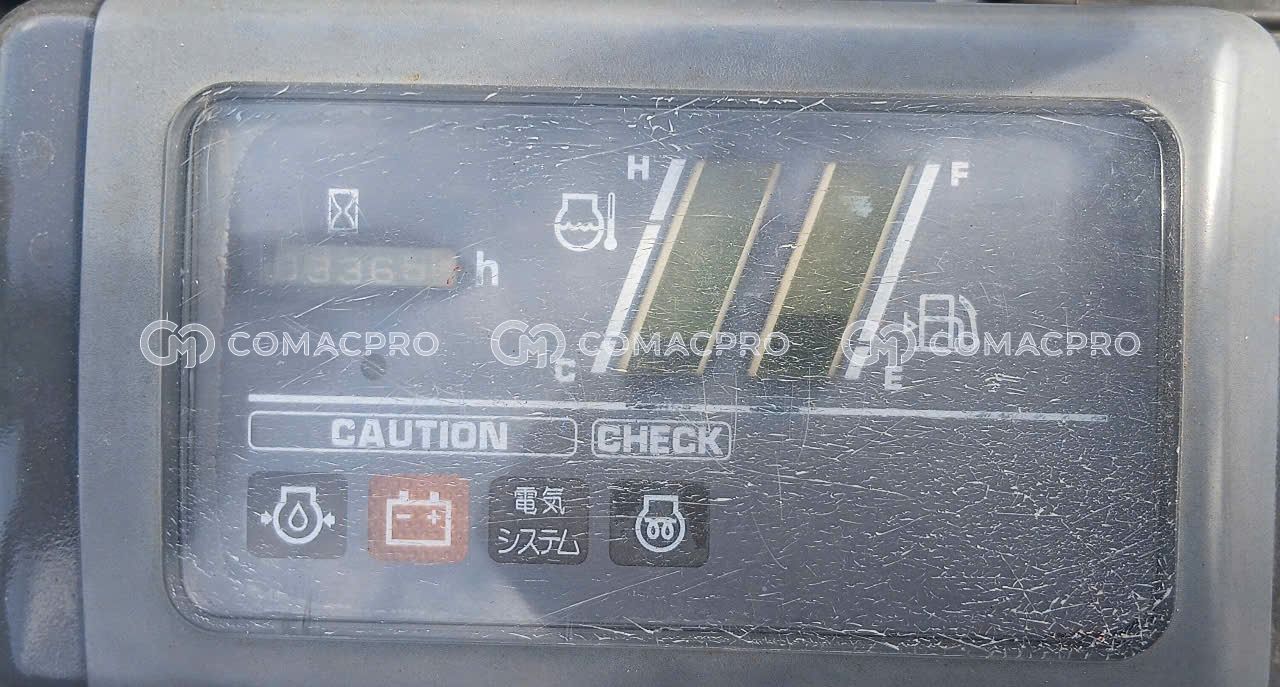 H
F
h
C
E
COMACPRO
COMACPRO
COMACPRO
CAUTION
CHECK
電気
システム